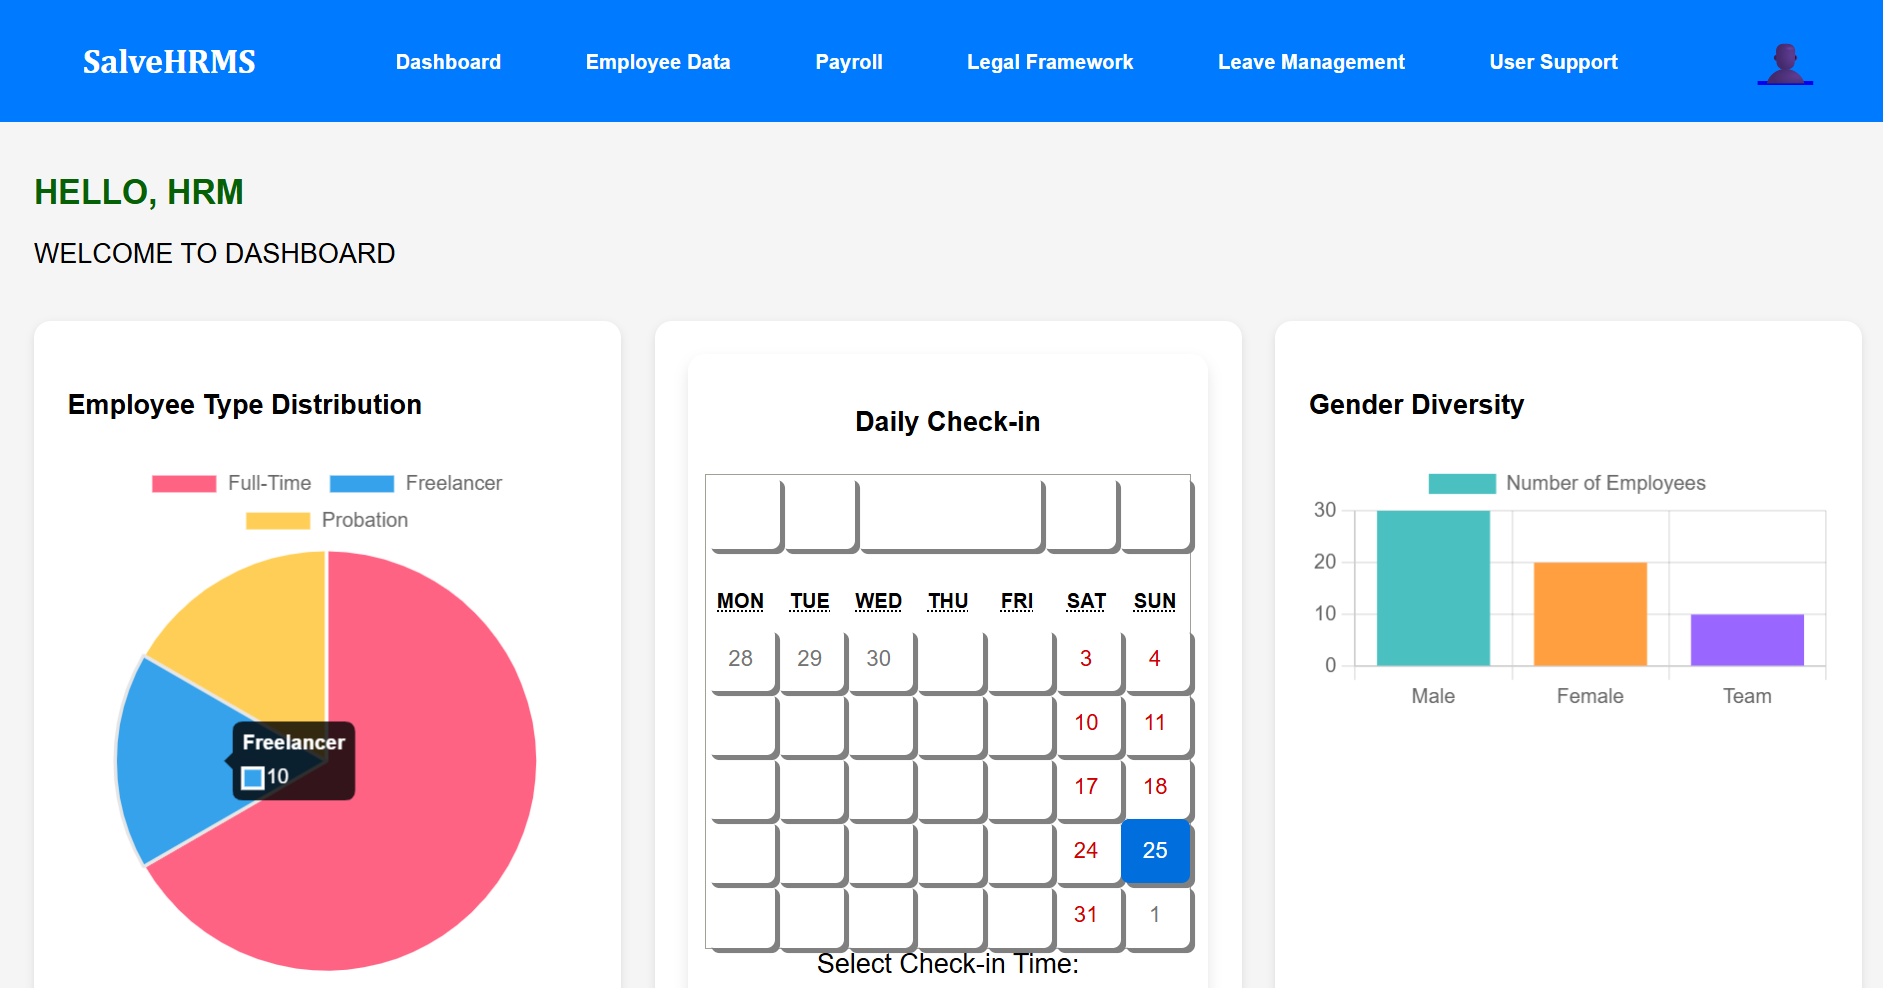 SalveHRMS Dashboard Employee Data Payroll Legal Framework Leave Management User Support
HELLO, HRM
WELCOME TO DASHBOARD
Employee Type Distribution
Full-Time Freelancer
Probation
Freelancer
10
Daily Check-in
MON TUE WED THU FRI SAT SUN
28 29 30 3 4
10 11
17 18
24 25
31 1
Select Check-in Time:
Gender Diversity
Number of Employees
30
20
10
0
Male Female Team